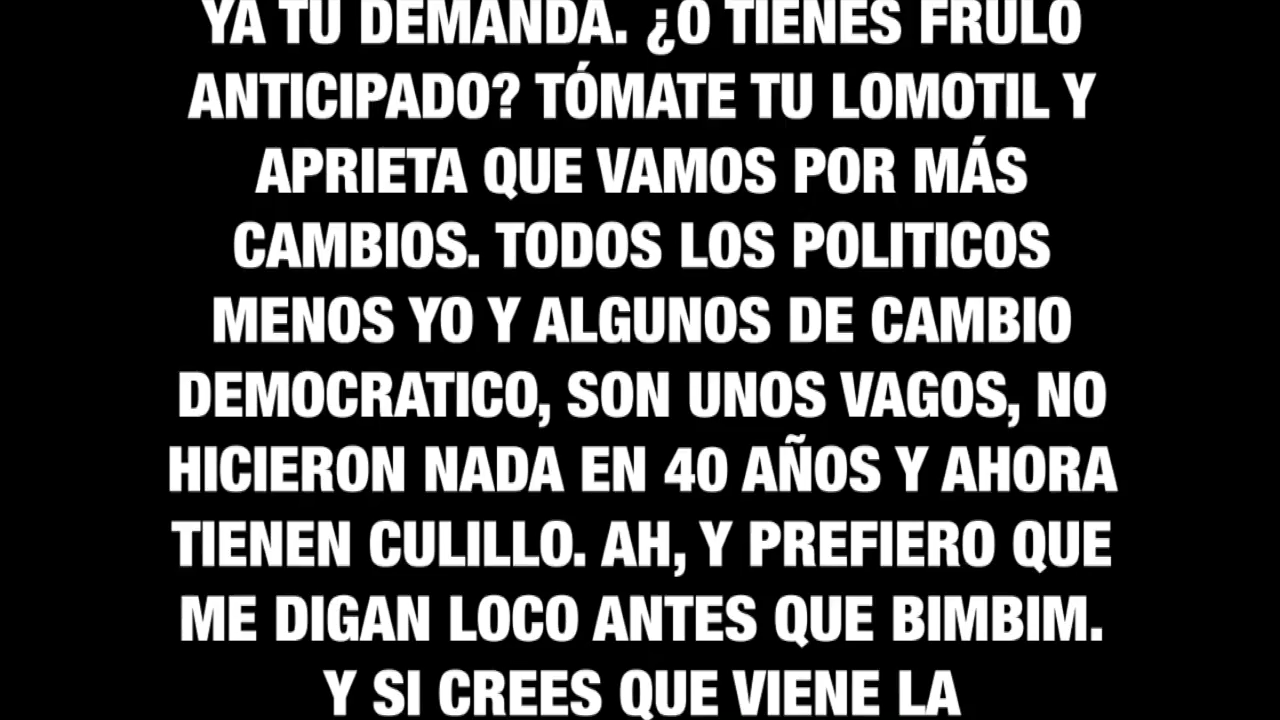 YA TU DEMANDA. ¿O TIENES FRULO
ANTICIPADO? TÓMATE TU LOMOTIL Y
APRIETA QUE VAMOS POR MÁS
CAMBIOS. TODOS LOS POLITICOS
MENOS YO Y ALGUNOS DE CAMBIO
DEMOCRATICO, SON UNOS VAGOS, NO
HICIERON NADA EN 40 AÑOS Y AHORA
TIENEN CULILLO. AH, Y PREFIERO QUE
ME DIGAN LOCO ANTES QUE BIMBIM.
Y SI CREES QUE VIENE LA